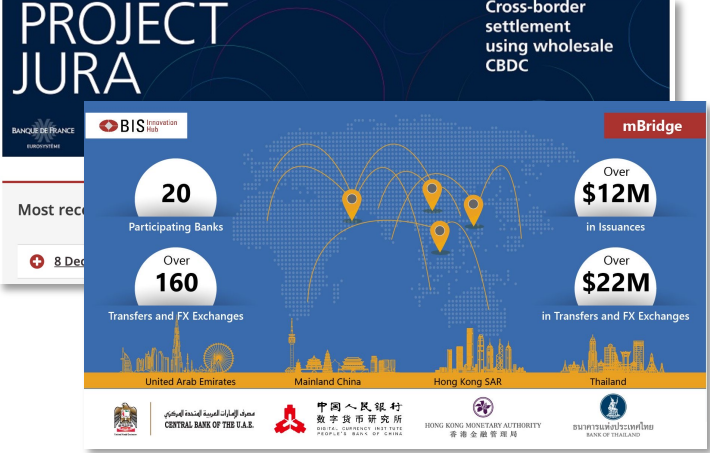 PROJECT
JURA
Cross-border
settlement
using wholesale
CBDC
BANQUE DE FRANCE
EUROSYSTÈME
Most rec
8 Dec
BIS Innovation
Hub
mBridge
20
Participating Banks
Over
160
Transfers and FX Exchanges
Over
$12M
in Issuances
Over
$22M
in Transfers and FX Exchanges
United Arab Emirates
Mainland China
Hong Kong SAR
Thailand
مصرف الإمارات العربية المتحدة المركزي
CENTRAL BANK OF THE U.A.E.
中国人民银行
数字货币研究所
DIGITAL CURRENCY INSTITUTE
PEOPLE'S BANK OF CHINA
HONG KONG MONETARY AUTHORITY
香港金融管理局
ธนาคารแห่งประเทศไทย
BANK OF THAILAND